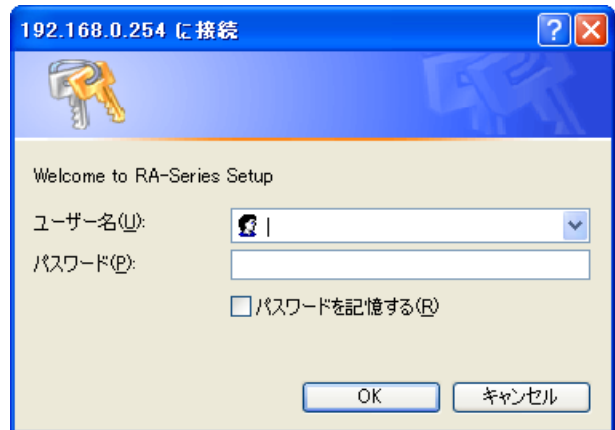 192.168.0.254 に接続
Welcome to RA-Series Setup
ユーザー名(U):
パスワード(P):
パスワードを記憶する(R)
OK
キャンセル